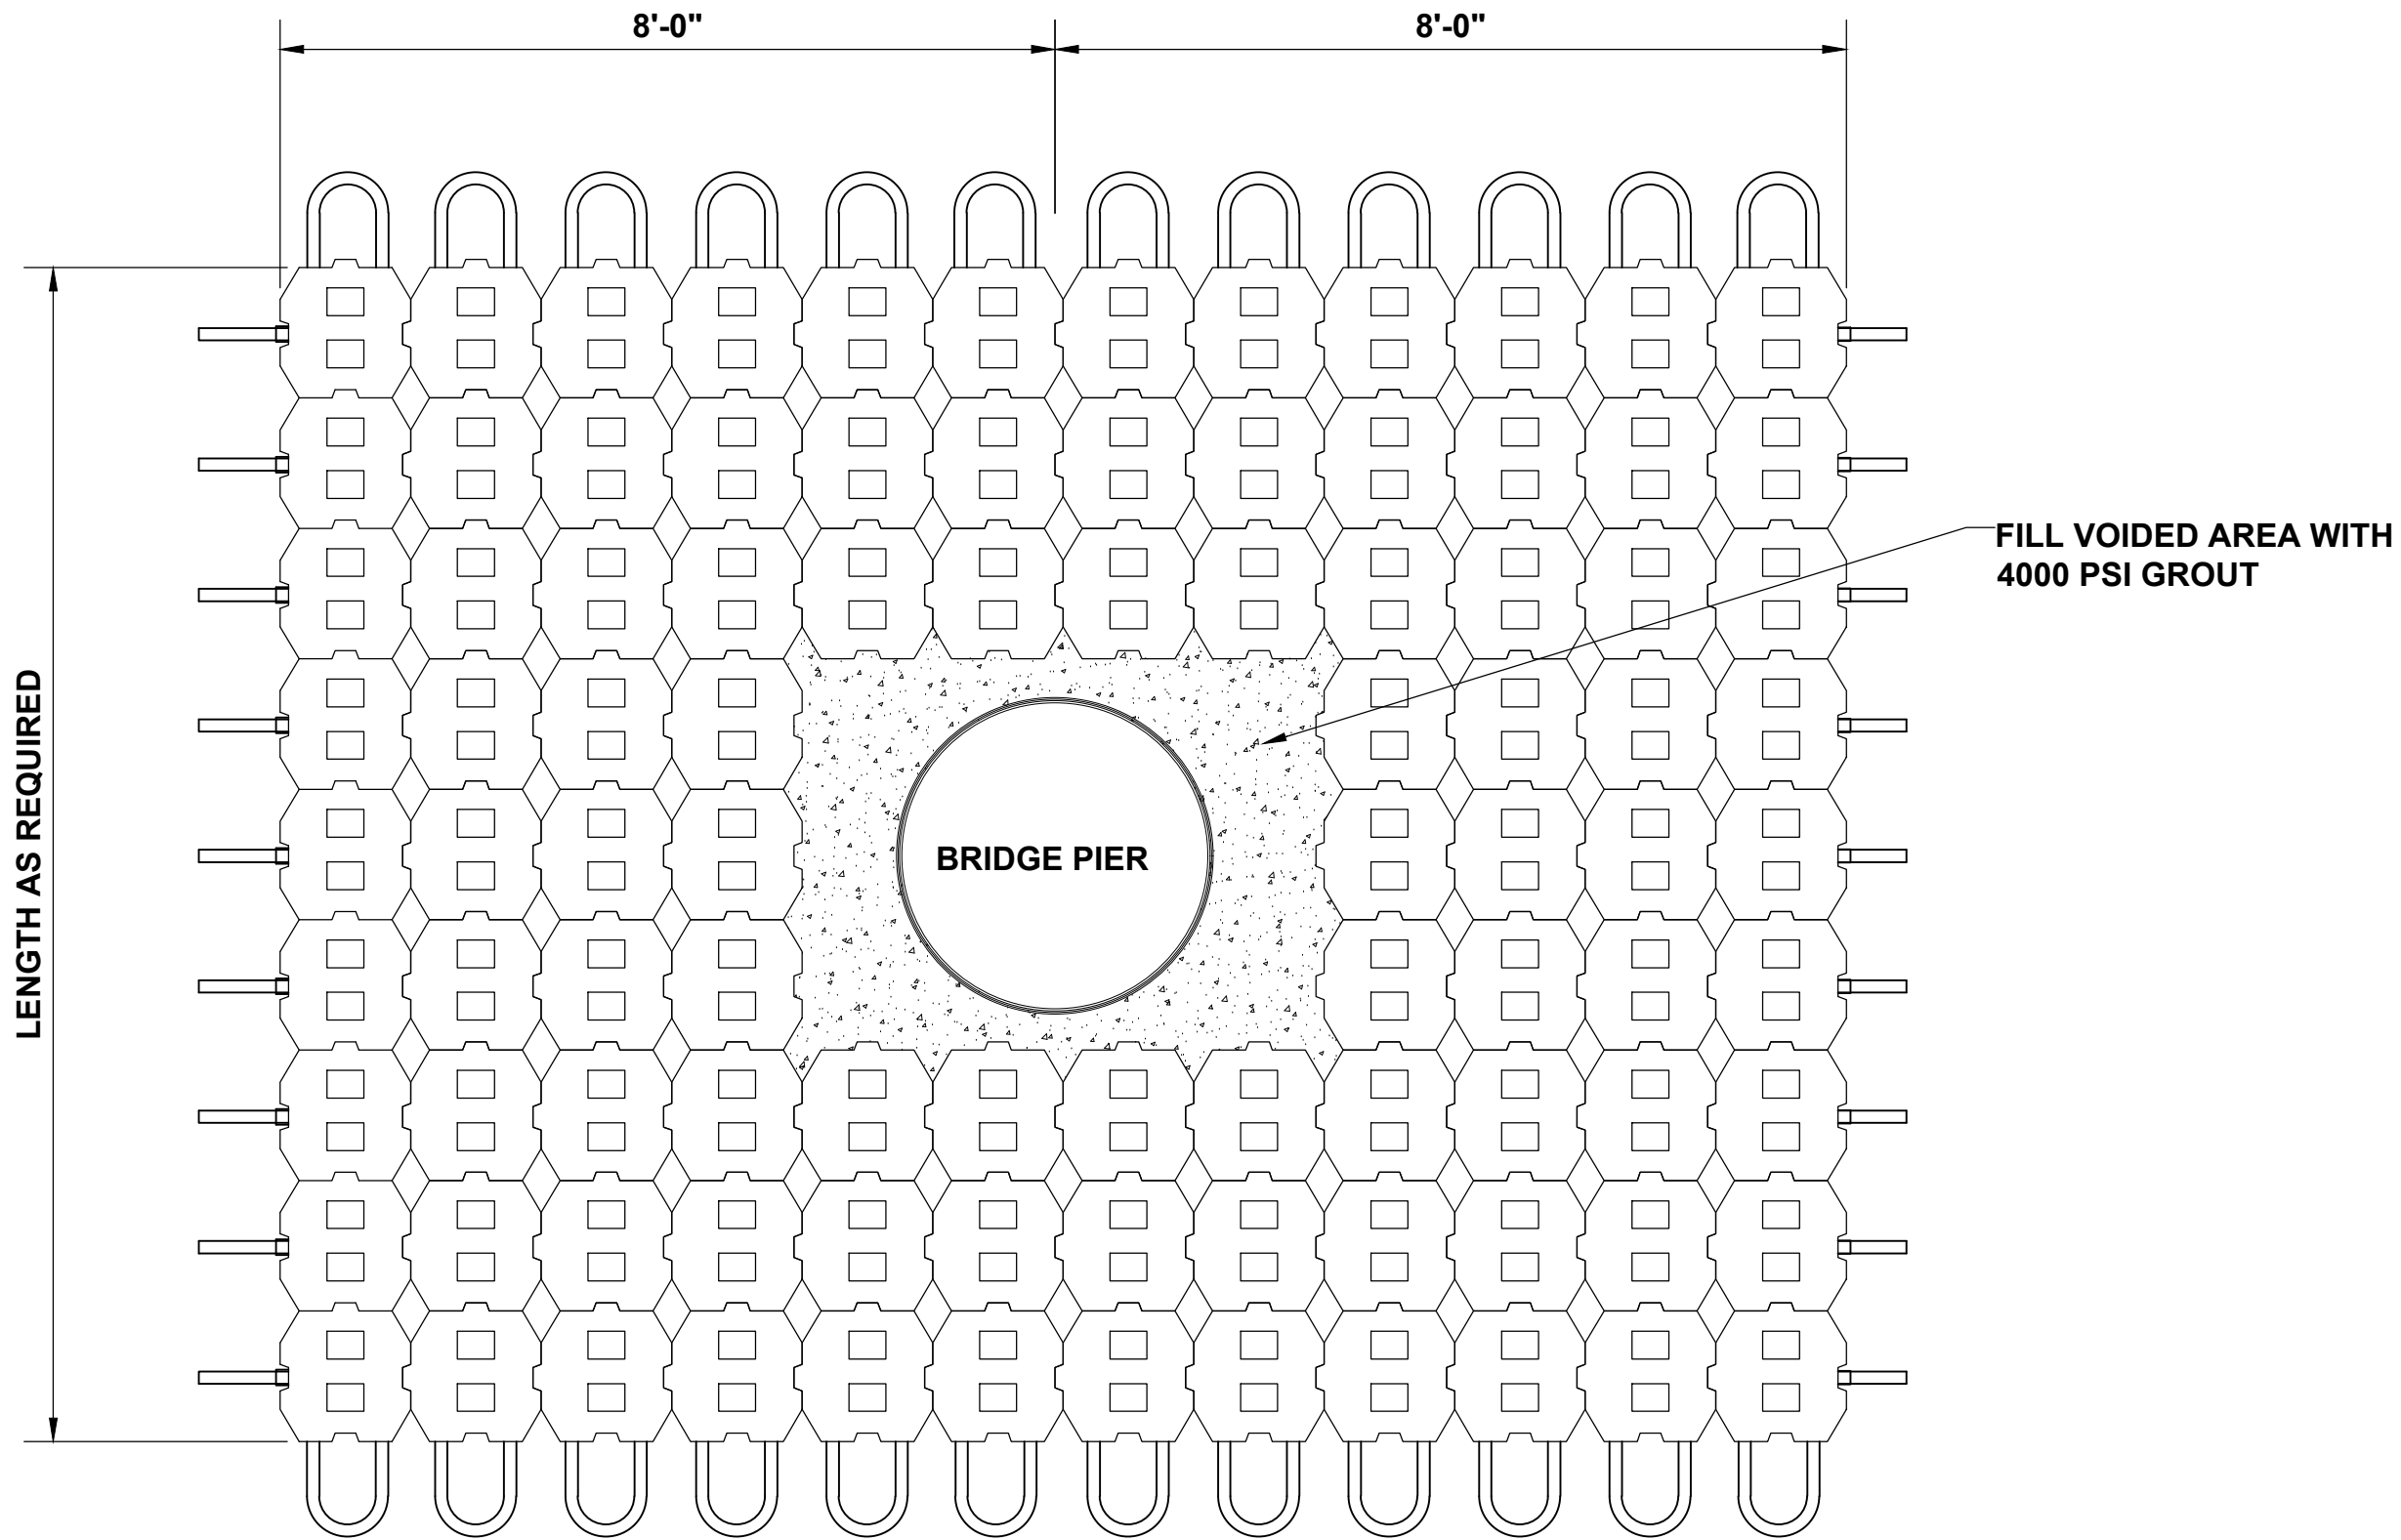 8'-0"
8'-0"
FILL VOIDED AREA WITH
4000 PSI GROUT
LENGTH AS REQUIRED
BRIDGE PIER